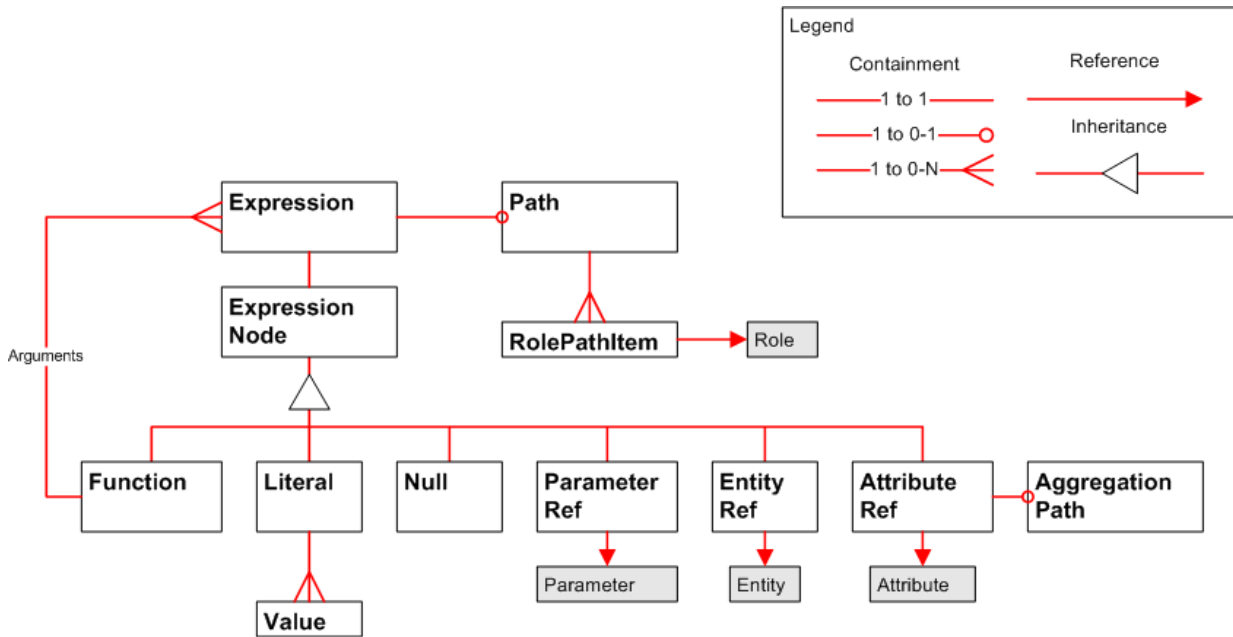 Legend
Containment
Reference
1 to 1
1 to 0-1
Inheritance
1 to 0-N
Expression
Path
Expression
Node
RolePathItem
Role
Arguments
Function
Literal
Null
Parameter
Ref
Entity
Ref
Attribute
Ref
Aggregation
Path
Parameter
Entity
Attribute
Value